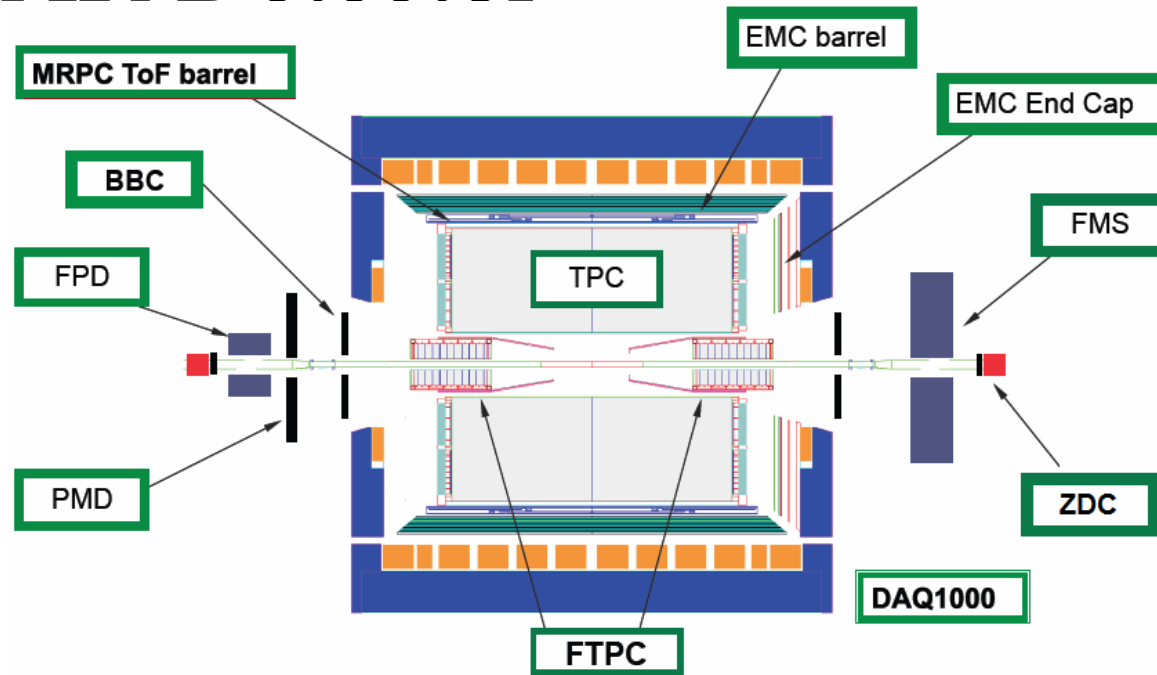 EMC barrel
MRPC ToF barrel
EMC End Cap
BBC
FMS
FPD
TPC
PMD
ZDC
DAQ1000
FTPC